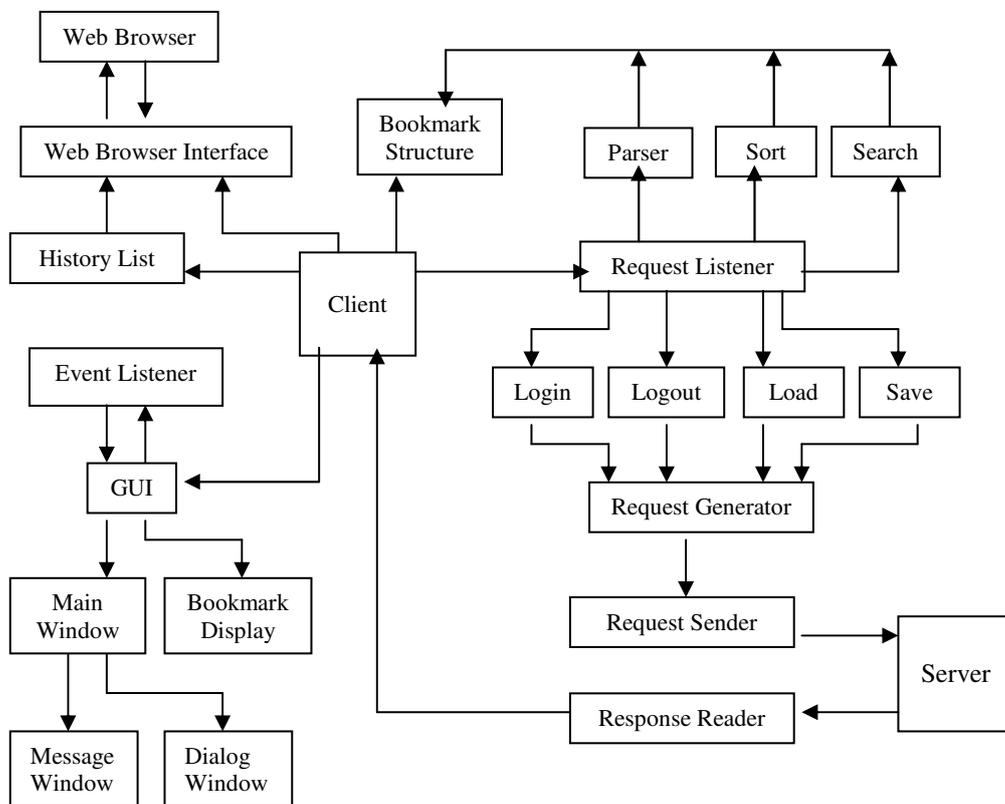 Web Browser
Web Browser Interface
Bookmark
Structure
Parser
Sort
Search
History List
Request Listener
Client
Event Listener
Login
Logout
Load
Save
GUI
Request Generator
Main
Window
Bookmark
Display
Request Sender
Server
Response Reader
Message
Window
Dialog
Window